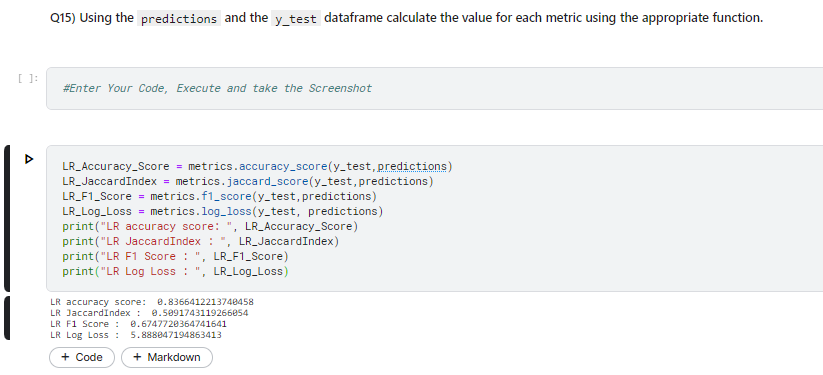 Q15) Using the predictions and the y_test dataframe calculate the value for each metric using the appropriate function.
[ ]:
#Enter Your Code, Execute and take the Screenshot
LR_Accuracy_Score = metrics.accuracy_score(y_test,predictions)
LR_JaccardIndex = metrics.jaccard_score(y_test,predictions)
LR_F1_Score = metrics.f1_score(y_test,predictions)
LR_Log_Loss = metrics.log_loss(y_test, predictions)
print("LR accuracy score: ", LR_Accuracy_Score)
print("LR JaccardIndex : ", LR_JaccardIndex)
print("LR F1 Score : ", LR_F1_Score)
print("LR Log Loss : ", LR_Log_Loss)
LR accuracy score:  0.8366412213740458
LR JaccardIndex :  0.5091743119266054
LR F1 Score :  0.6747720364741641
LR Log Loss :  5.888047194863413
+ Code + Markdown